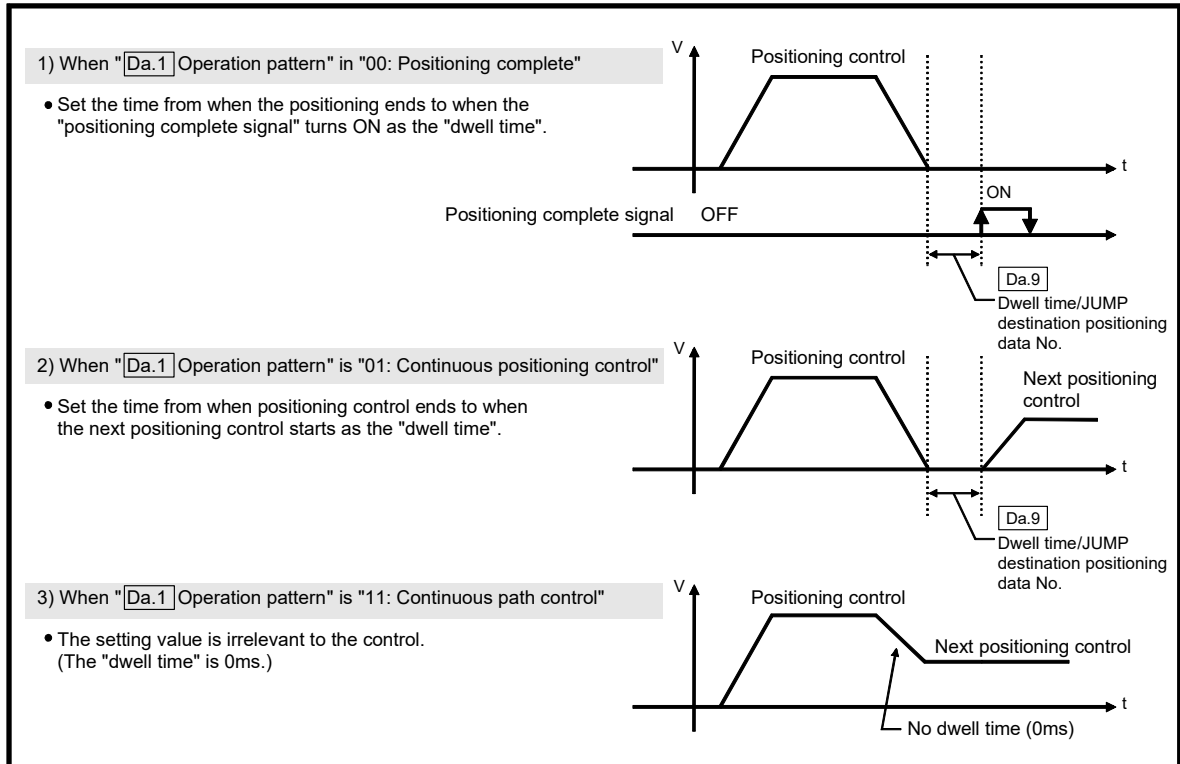 1) When "Da.1 Operation pattern" in "00: Positioning complete"
• Set the time from when the positioning ends to when the
"positioning complete signal" turns ON as the "dwell time".
V
Positioning control
t
ON
Positioning complete signal OFF
Da.9
Dwell time/JUMP
destination positioning
data No.
2) When "Da.1 Operation pattern" is "01: Continuous positioning control"
• Set the time from when positioning control ends to when
the next positioning control starts as the "dwell time".
V
Positioning control
Next positioning
control
t
Da.9
Dwell time/JUMP
destination positioning
data No.
3) When "Da.1 Operation pattern" is "11: Continuous path control"
• The setting value is irrelevant to the control.
(The "dwell time" is 0ms.)
V
Positioning control
Next positioning control
t
No dwell time (0ms)